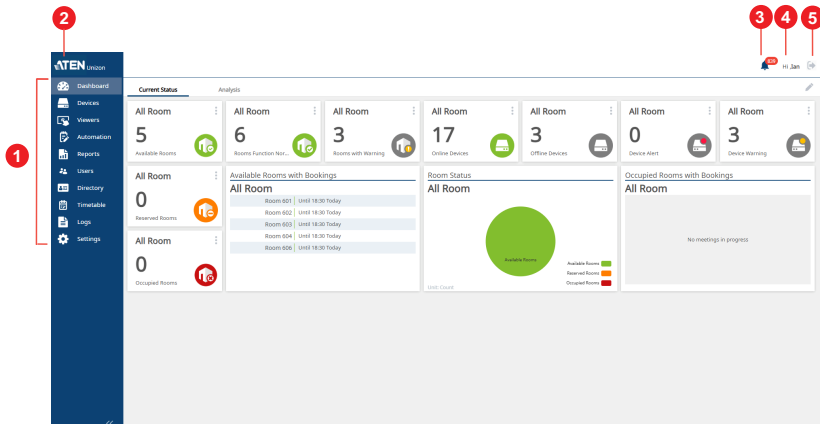 2
3
4
5
ATEN Unizon
839
Hi Jan
1
Dashboard
Devices
Viewers
Automation
Reports
Users
Directory
Timetable
Logs
Settings
Current Status
Analysis
All Room
5
Available Rooms
All Room
6
Rooms Function Nor...
All Room
3
Rooms with Warning
All Room
17
Online Devices
All Room
3
Offline Devices
All Room
0
Device Alert
All Room
3
Device Warning
All Room
0
Reserved Rooms
All Room
0
Occupied Rooms
Available Rooms with Bookings
All Room
Room 601 Until 18:30 Today
Room 602 Until 18:30 Today
Room 603 Until 18:30 Today
Room 604 Until 18:30 Today
Room 606 Until 18:30 Today
Room Status
All Room
Available Rooms
Available Rooms
Reserved Rooms
Occupied Rooms
Unit: Count
Occupied Rooms with Bookings
All Room
No meetings in progress